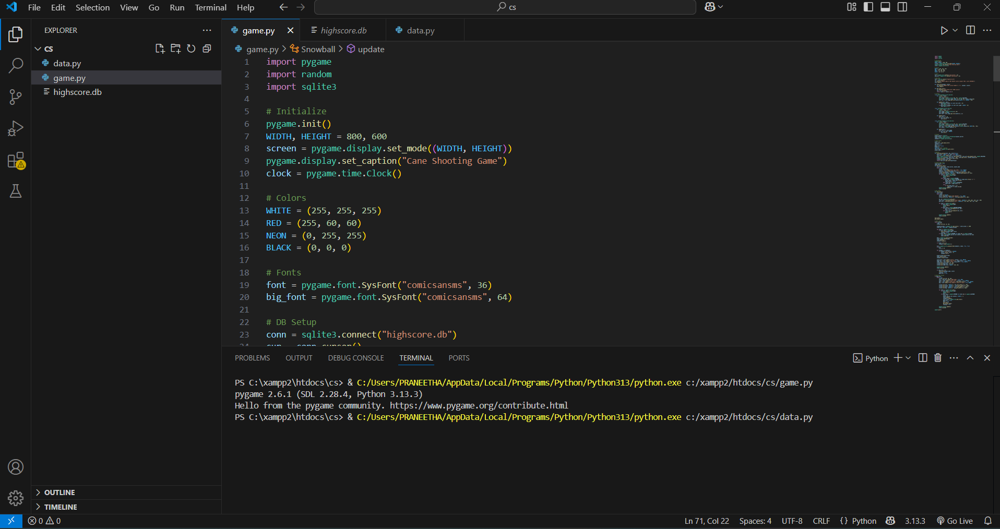 File Edit Selection View Go Run Terminal Help
cs
EXPLORER
CS
data.py
game.py
highscore.db
OUTLINE
TIMELINE
game.py
highscore.db
data.py
game.py > Snowball > update
1 import pygame
2 import random
3 import sqlite3
4
5 # Initialize
6 pygame.init()
7 WIDTH, HEIGHT = 800, 600
8 screen = pygame.display.set_mode((WIDTH, HEIGHT))
9 pygame.display.set_caption("Cane Shooting Game")
10 clock = pygame.time.Clock()
11
12 # Colors
13 WHITE = (255, 255, 255)
14 RED = (255, 60, 60)
15 NEON = (0, 255, 255)
16 BLACK = (0, 0, 0)
17
18 # Fonts
19 font = pygame.font.SysFont("comicsansms", 36)
20 big_font = pygame.font.SysFont("comicsansms", 64)
21
22 # DB Setup
23 conn = sqlite3.connect("highscore.db")
24 cur = conn.cursor()
PROBLEMS OUTPUT DEBUG CONSOLE TERMINAL PORTS
Python
PS C:\xampp2\htdocs\cs> & C:/Users/PRANEETHA/AppData/Local/Programs/Python/Python313/python.exe c:/xampp2/htdocs/cs/game.py
pygame 2.6.1 (SDL 2.28.4, Python 3.13.3)
Hello from the pygame community. https://www.pygame.org/contribute.html
PS C:\xampp2\htdocs\cs> & C:/Users/PRANEETHA/AppData/Local/Programs/Python/Python313/python.exe c:/xampp2/htdocs/cs/data.py
0 0
Ln 71, Col 22 Spaces: 4 UTF-8 CRLF {} Python 3.13.3 Go Live